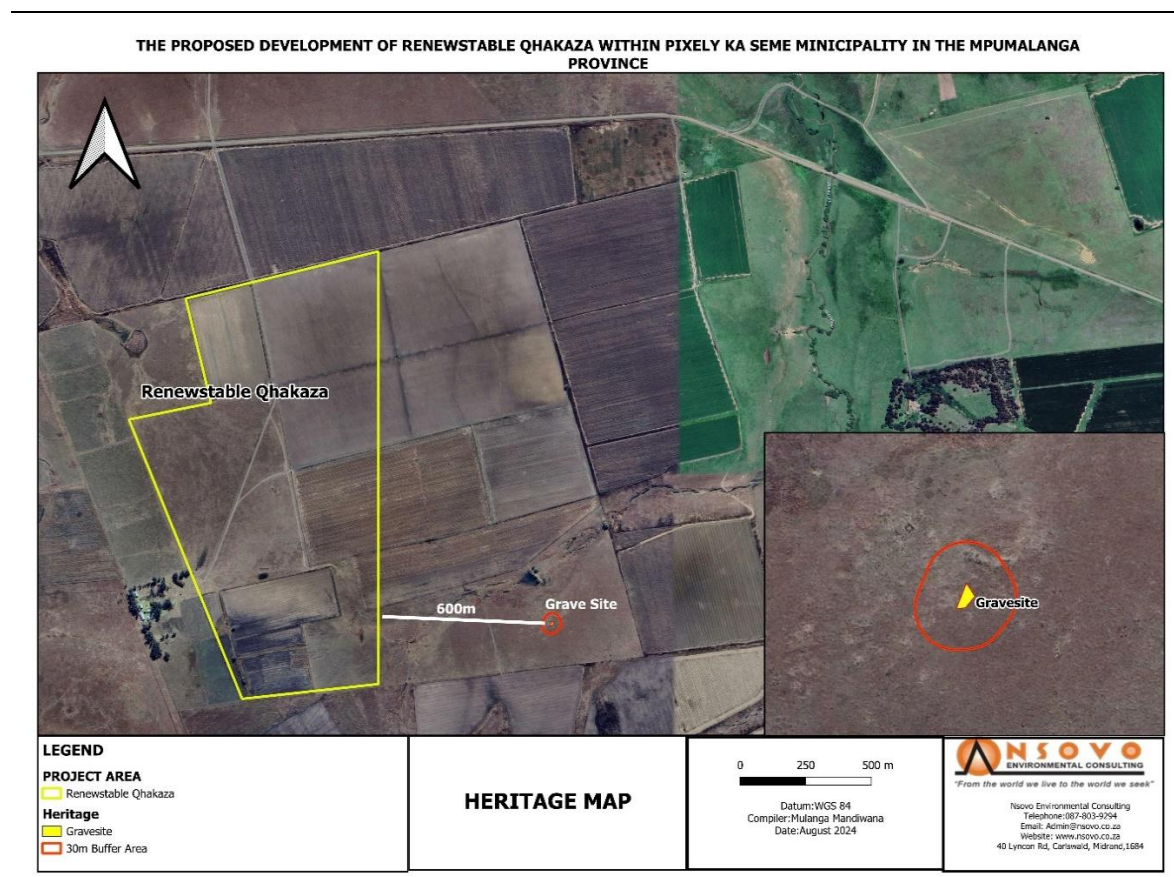 THE PROPOSED DEVELOPMENT OF RENEWSTABLE QHAKAZA WITHIN PIXELY KA SEME MINICIPALITY IN THE MPUMALANGA
PROVINCE
Renewstable Qhakaza
600m
Grave Site
Gravesite
LEGEND
PROJECT AREA
Renewstable Qhakaza
Heritage
Gravesite
30m Buffer Area
HERITAGE MAP
0 250 500 m
Datum:WGS 84
Compiler:Mulanga Mandiwana
Date:August 2024
NSOVO
ENVIRONMENTAL CONSULTING
"From the world we live to the world we seek"
Nsovo Environmental Consulting
Telephone:087-803-9294
Email: Admin@nsovo.co.za
Website: www.nsovo.co.za
40 Lyncon Rd, Carlswald, Midrand,1684